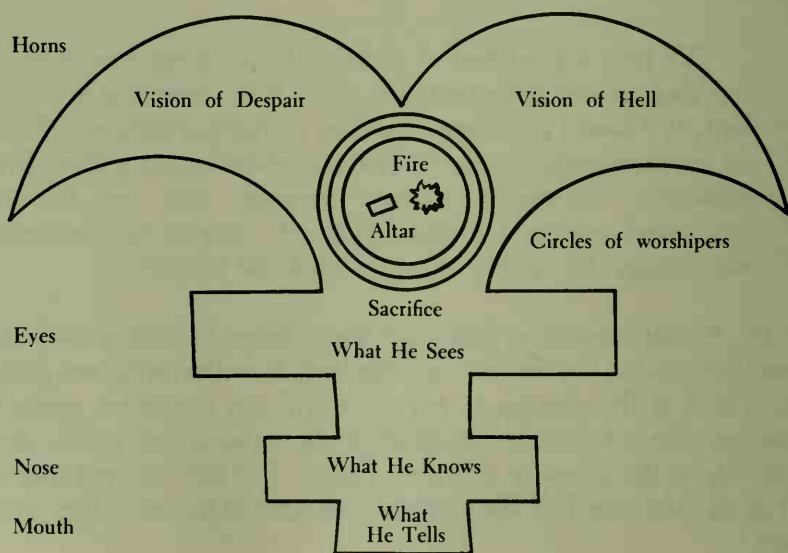 Horns
Vision of Despair
Vision of Hell
Fire
Altar
Circles of worshipers
Sacrifice
Eyes
What He Sees
Nose
What He Knows
Mouth
What
He Tells